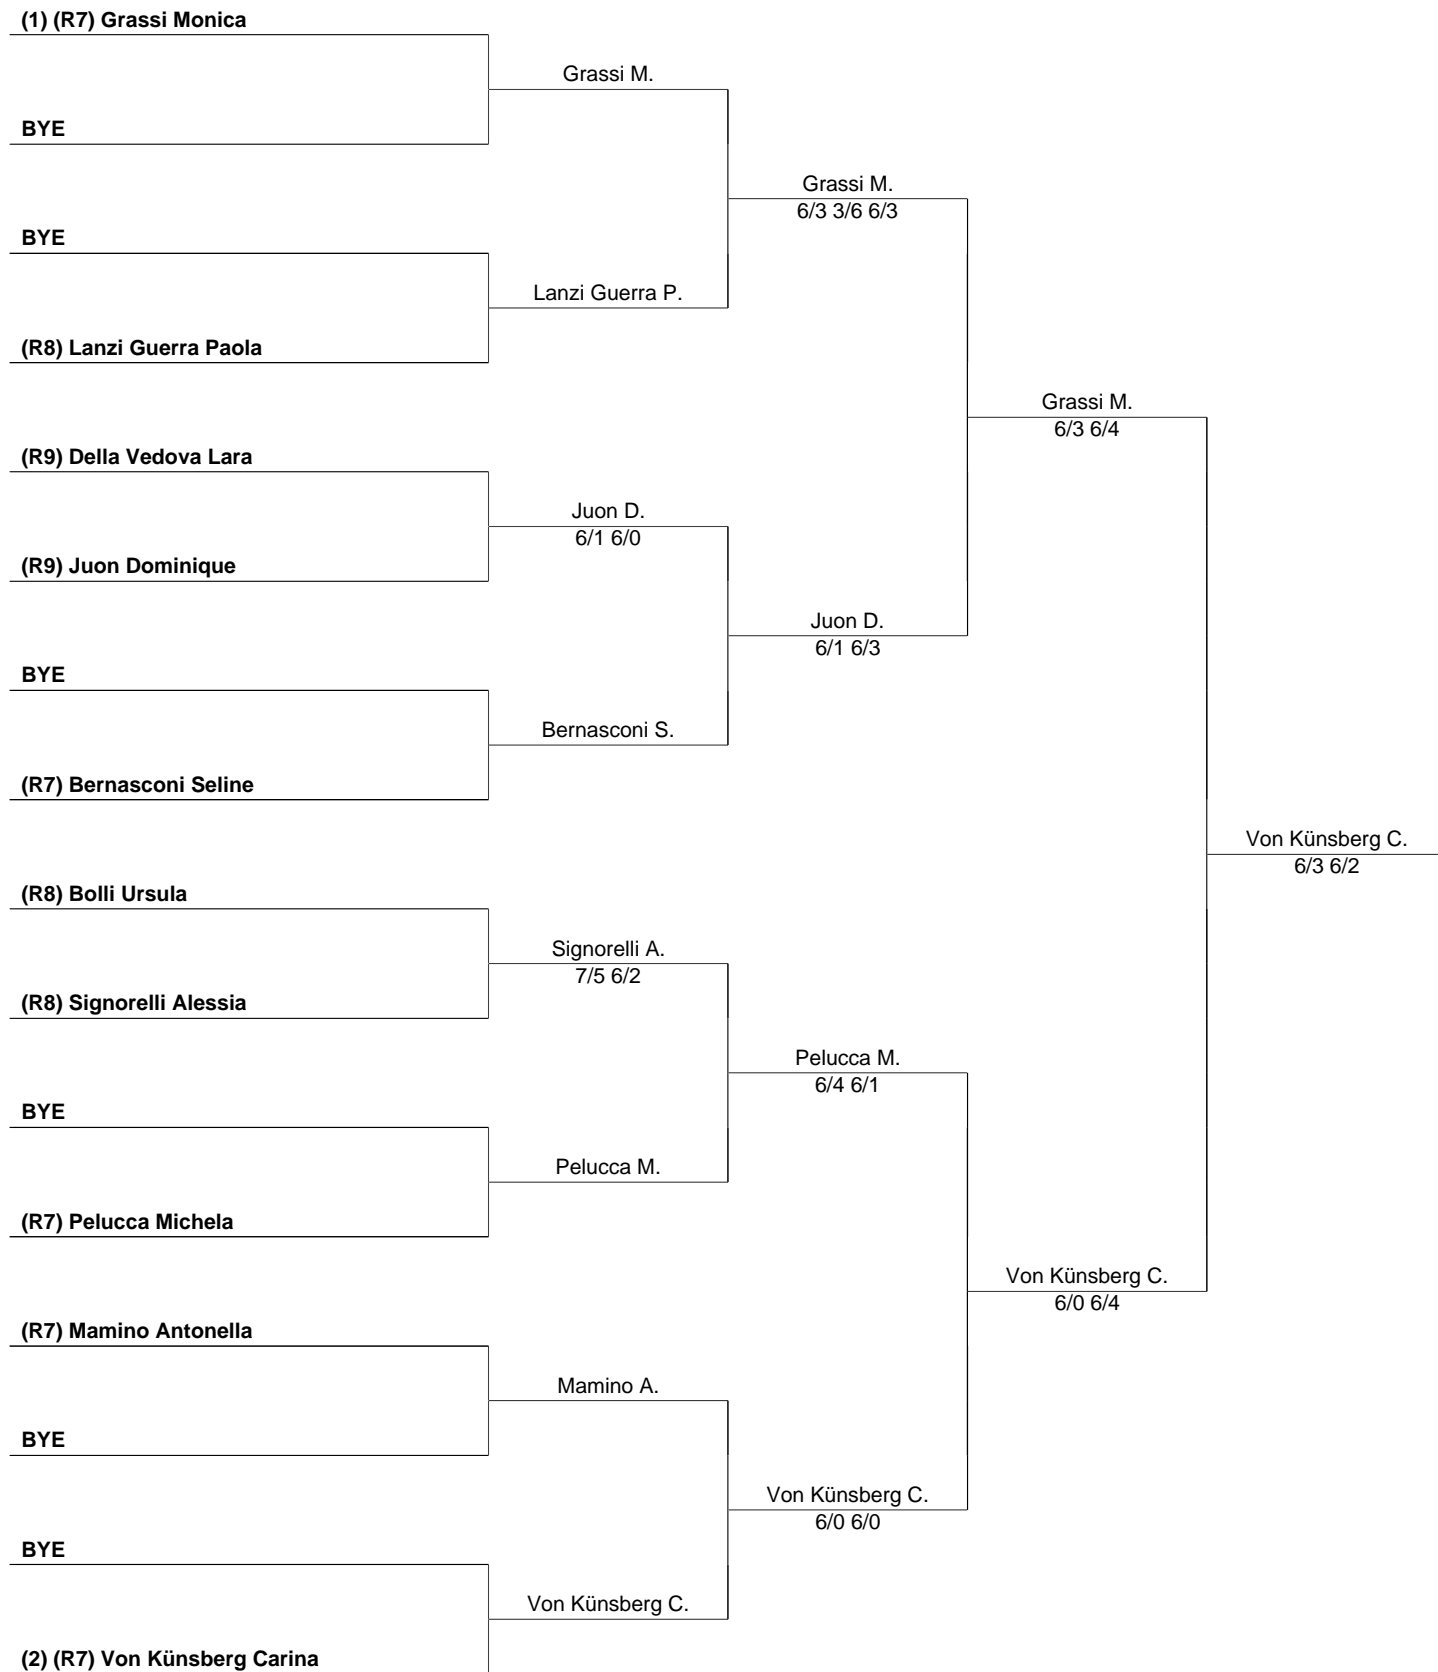 (1) (R7) Grassi Monica
Grassi M.
BYE
Grassi M.
6/3 3/6 6/3
BYE
Lanzi Guerra P.
(R8) Lanzi Guerra Paola
Grassi M.
6/3 6/4
(R9) Della Vedova Lara
Juon D.
6/1 6/0
(R9) Juon Dominique
Juon D.
6/1 6/3
BYE
Bernasconi S.
(R7) Bernasconi Seline
Von Künsberg C.
6/3 6/2
(R8) Bolli Ursula
Signorelli A.
7/5 6/2
(R8) Signorelli Alessia
Pelucca M.
6/4 6/1
BYE
Pelucca M.
(R7) Pelucca Michela
Von Künsberg C.
6/0 6/4
(R7) Mamino Antonella
Mamino A.
BYE
Von Künsberg C.
6/0 6/0
BYE
Von Künsberg C.
(2) (R7) Von Künsberg Carina